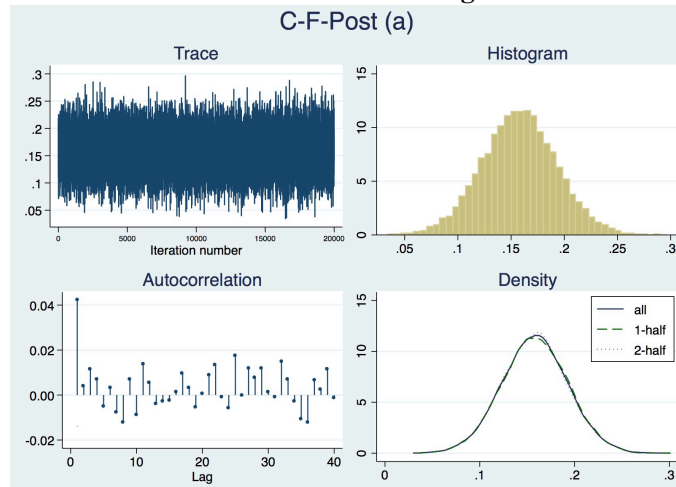 C-F-Post (a)
Trace
.3
.25
.2
.15
.1
.05
0 5000 10000 15000 20000
Iteration number
Histogram
15
10
5
0
.05 .1 .15 .2 .25 .3
Autocorrelation
0.04
0.02
0.00
-0.02
0 10 20 30 40
Lag
Density
15
10
5
0
0 .1 .2 .3
all
1-half
2-half